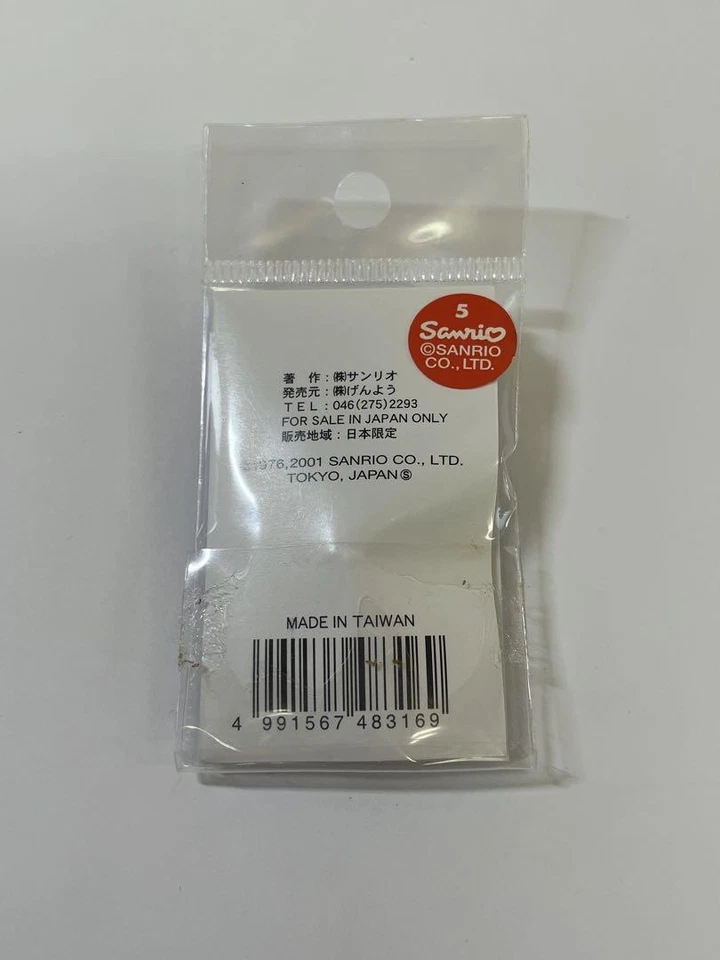 5
Sanrio
©SANRIO
CO., LTD.
著　作：㈱サンリオ
発売元：㈱げんよう
TEL：046(275)2293
FOR SALE IN JAPAN ONLY
販売地域：日本限定
©1976,2001 SANRIO CO., LTD.
TOKYO, JAPAN Ⓢ
MADE IN TAIWAN
4 991567 483169